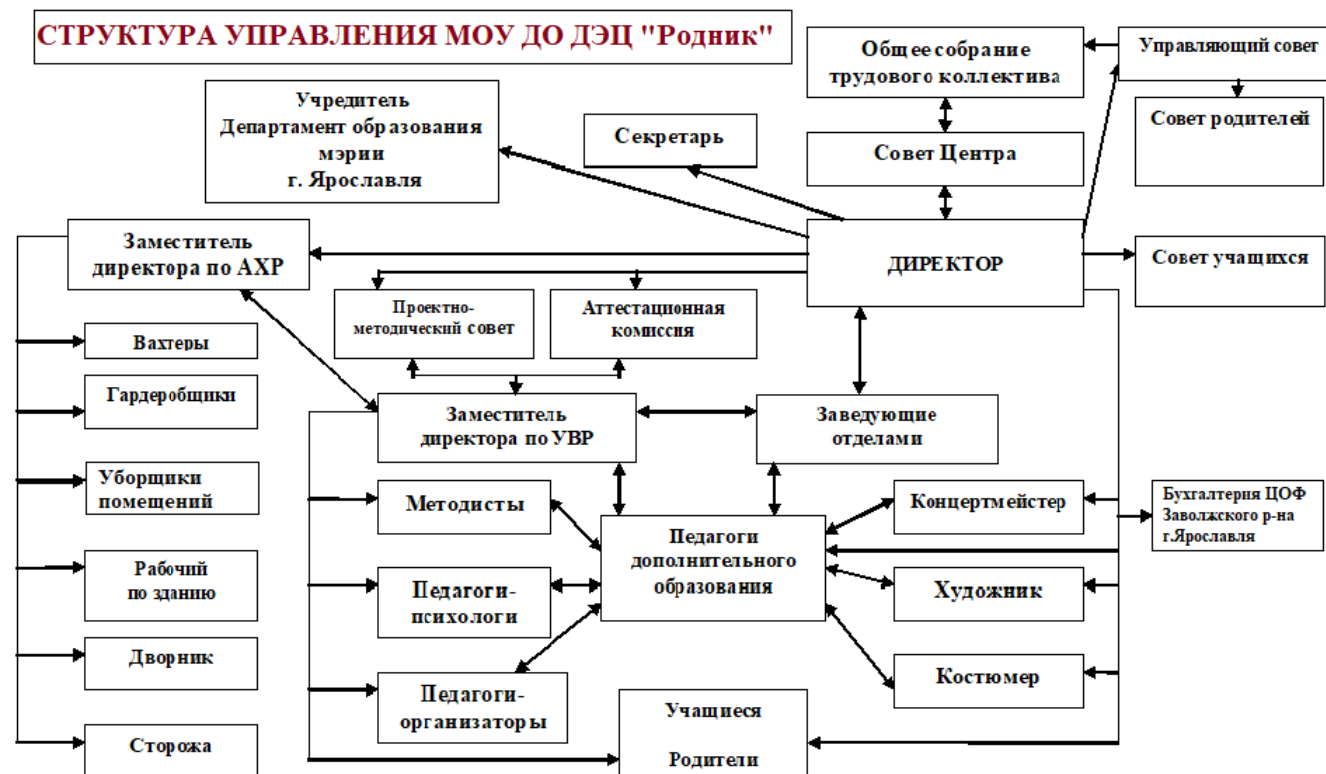 СТРУКТУРА УПРАВЛЕНИЯ МОУ ДО ДЭЦ "Родник"
Общее собрание
трудового коллектива
Управляющий совет
Учредитель
Департамент образования
мэрии
г. Ярославля
Секретарь
Совет Центра
Совет родителей
Заместитель
директора по АХР
ДИРЕКТОР
Совет учащихся
Проектно-
методический совет
Аттестационная
комиссия
Вахтеры
Гардеробщики
Заместитель
директора по УВР
Заведующие
отделами
Уборщики
помещений
Методисты
Концертмейстер
Бухгалтерия ЦОФ
Заволжского р-на
г.Ярославля
Педагоги
дополнительного
образования
Рабочий
по зданию
Педагоги-
психологи
Художник
Дворник
Педагоги-
организаторы
Костюмер
Сторожа
Учащиеся
Родители